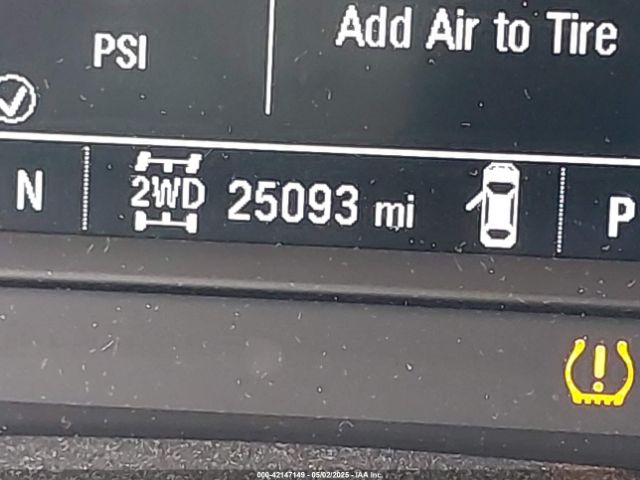 Add Air to Tire
PSI
N 2WD 25093 mi P
000-42147149 - 05/02/2025 - IAA Inc.